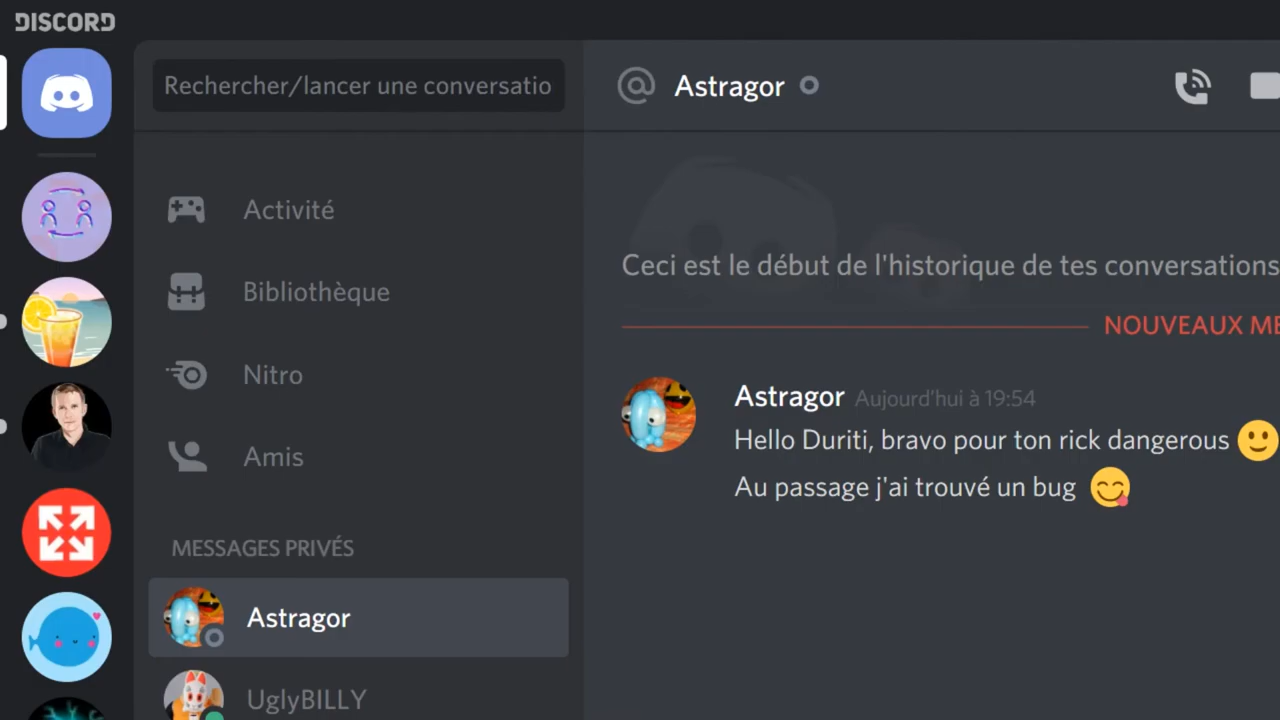 DISCORD
Rechercher/lancer une conversatio
Activité
Bibliothèque
Nitro
Amis
MESSAGES PRIVÉS
Astragor
UglyBILLY
Astragor
Ceci est le début de l'historique de tes conversations
NOUVEAUX ME
Astragor Aujourd'hui à 19:54
Hello Duriti, bravo pour ton rick dangerous 🙂
Au passage j'ai trouvé un bug 😋